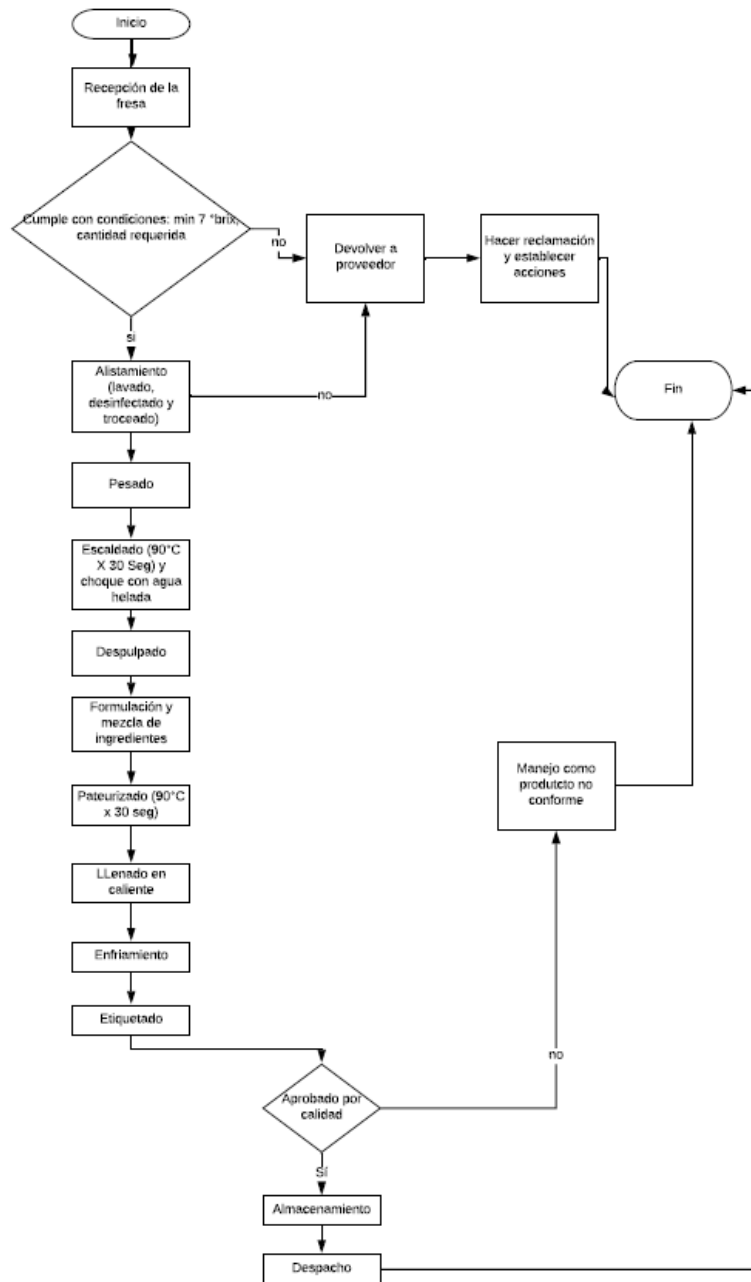 Inicio
Recepción de la
fresa
Cumple con condiciones: min 7 °brix,
cantidad requerida
no
Devolver a
proveedor
Hacer reclamación
y establecer
acciones
si
Alistamiento
(lavado,
desinfectado y
troceado)
no
Fin
Pesado
Escaldado (90°C
X 30 Seg) y
choque con agua
helada
Despulpado
Formulación y
mezcla de
ingredientes
Manejo como
produtcto no
conforme
Pateurizado (90°C
x 30 seg)
LLenado en
caliente
Enfriamiento
Etiquetado
no
Aprobado por
calidad
Sí
Almacenamiento
Despacho